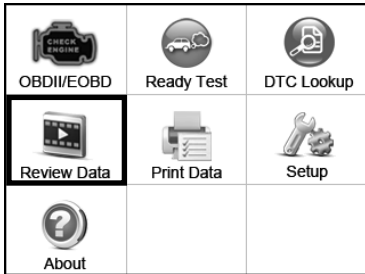 CHECK
ENGINE
OBDII/EOBD
Ready Test
DTC Lookup
Review Data
Print Data
Setup
?
About